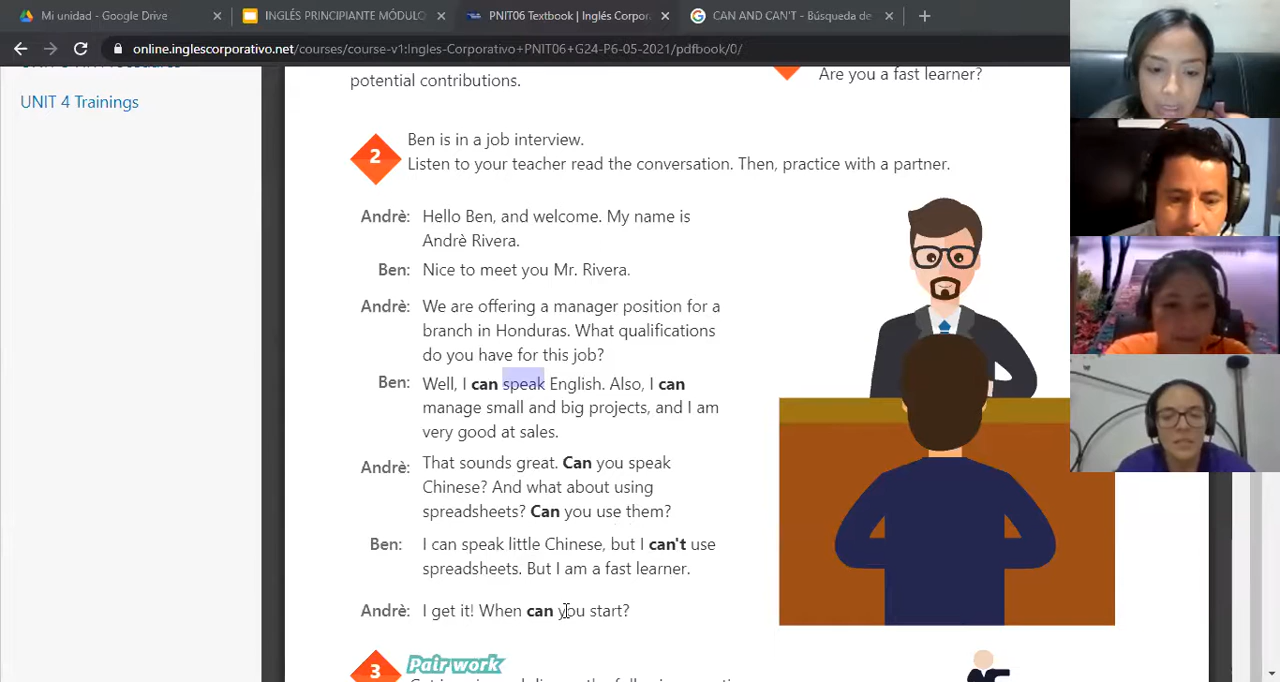 Mi unidad - Google Drive
INGLÉS PRINCIPIANTE MÓDULO
PNIT06 Textbook | Inglés Corpor
CAN AND CAN'T - Búsqueda de
online.inglescorporativo.net/courses/course-v1:Ingles-Corporativo+PNIT06+G24-P6-05-2021/pdfbook/0/
UNIT 4 Trainings
potential contributions.
Are you a fast learner?
2
Ben is in a job interview.
Listen to your teacher read the conversation. Then, practice with a partner.
Andrè: Hello Ben, and welcome. My name is
Andrè Rivera.
Ben: Nice to meet you Mr. Rivera.
Andrè: We are offering a manager position for a
branch in Honduras. What qualifications
do you have for this job?
Ben: Well, I can speak English. Also, I can
manage small and big projects, and I am
very good at sales.
Andrè: That sounds great. Can you speak
Chinese? And what about using
spreadsheets? Can you use them?
Ben: I can speak little Chinese, but I can't use
spreadsheets. But I am a fast learner.
Andrè: I get it! When can you start?
3
Pair work